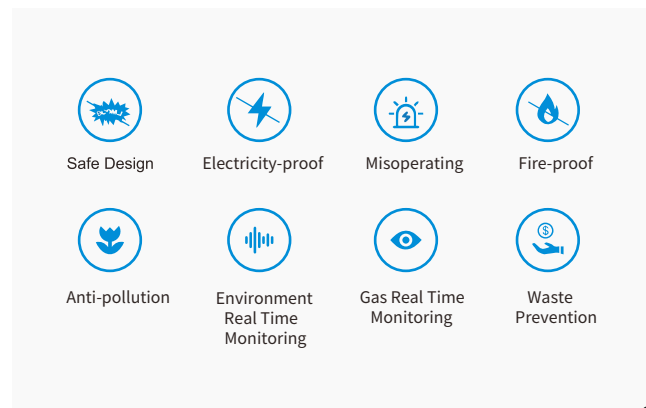 Safe Design
Electricity-proof
Misoperating
Fire-proof
Anti-pollution
Environment
Real Time
Monitoring
Gas Real Time
Monitoring
Waste
Prevention